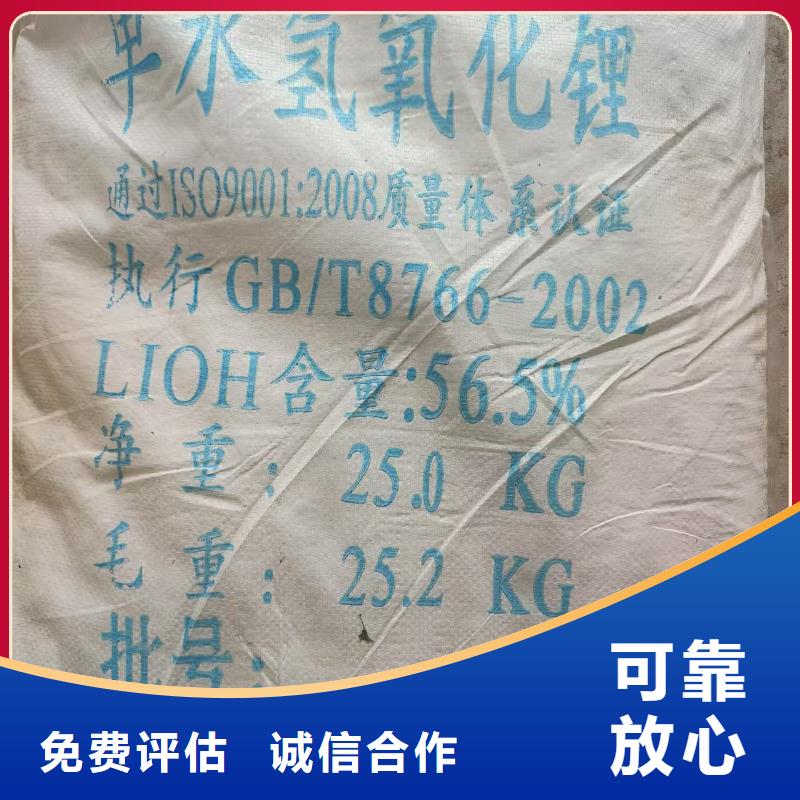 单水氢氧化锂
通过ISO9001:2008质量体系认证
执行GB/T8766-2002
LIOH含量:56.5%
净重: 25.0 KG
毛重: 25.2 KG
批号:
可靠
放心
免费评估 诚信合作